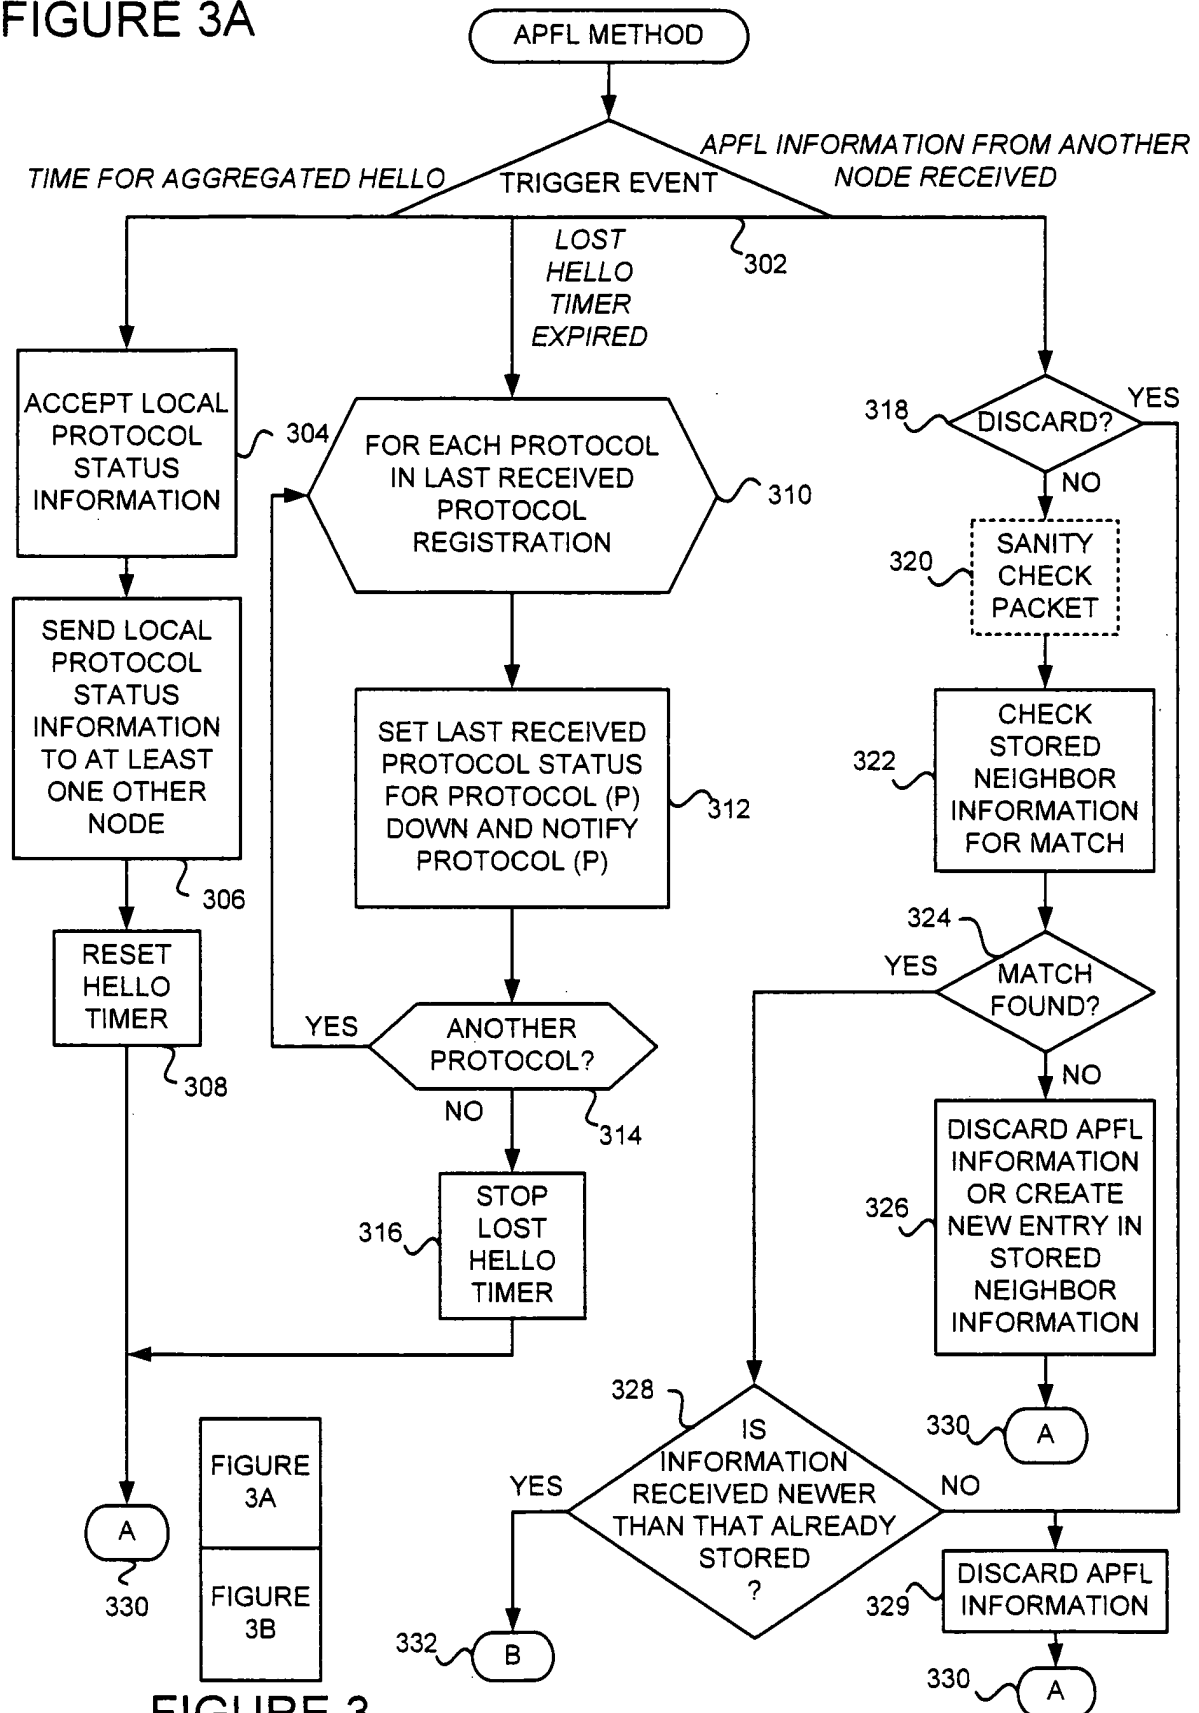 FIGURE 3A
APFL METHOD
TRIGGER EVENT
302
TIME FOR AGGREGATED HELLO
LOST
HELLO
TIMER
EXPIRED
APFL INFORMATION FROM ANOTHER
NODE RECEIVED
ACCEPT LOCAL
PROTOCOL
STATUS
INFORMATION
304
SEND LOCAL
PROTOCOL
STATUS
INFORMATION
TO AT LEAST
ONE OTHER
NODE
306
RESET
HELLO
TIMER
308
A
330
FOR EACH PROTOCOL
IN LAST RECEIVED
PROTOCOL
REGISTRATION
310
SET LAST RECEIVED
PROTOCOL STATUS
FOR PROTOCOL (P)
DOWN AND NOTIFY
PROTOCOL (P)
312
ANOTHER
PROTOCOL?
YES
NO
314
STOP
LOST
HELLO
TIMER
316
DISCARD?
318
YES
NO
SANITY
CHECK
PACKET
320
CHECK
STORED
NEIGHBOR
INFORMATION
FOR MATCH
322
324
MATCH
FOUND?
YES
NO
DISCARD APFL
INFORMATION
OR CREATE
NEW ENTRY IN
STORED
NEIGHBOR
INFORMATION
326
330
A
328
IS
INFORMATION
RECEIVED NEWER
THAN THAT ALREADY
STORED
?
YES
NO
332
B
DISCARD APFL
INFORMATION
329
330
A
FIGURE
3A
FIGURE
3B
FIGURE 3